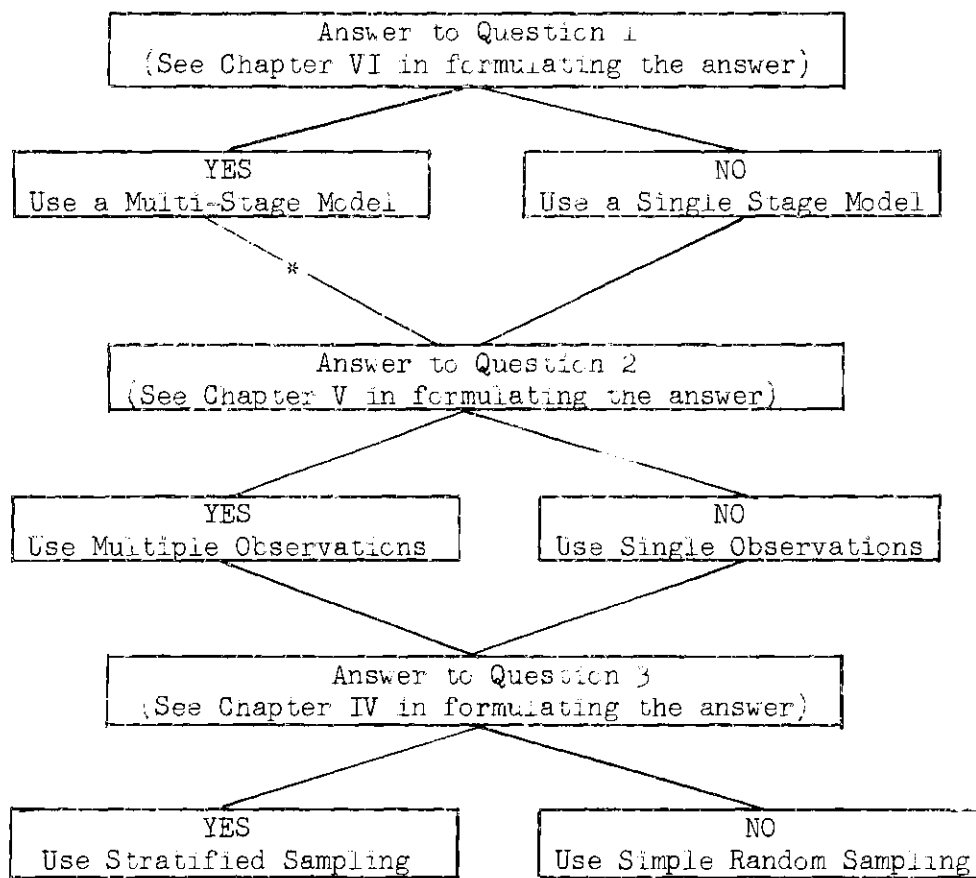 Answer to Question 1
(See Chapter VI in formulating the answer)
YES
NO
Use a Multi-Stage Model
Use a Single Stage Model
*
Answer to Question 2
(See Chapter V in formulating the answer)
YES
NO
Use Multiple Observations
Use Single Observations
Answer to Question 3
(See Chapter IV in formulating the answer)
YES
NO
Use Stratified Sampling
Use Simple Random Sampling